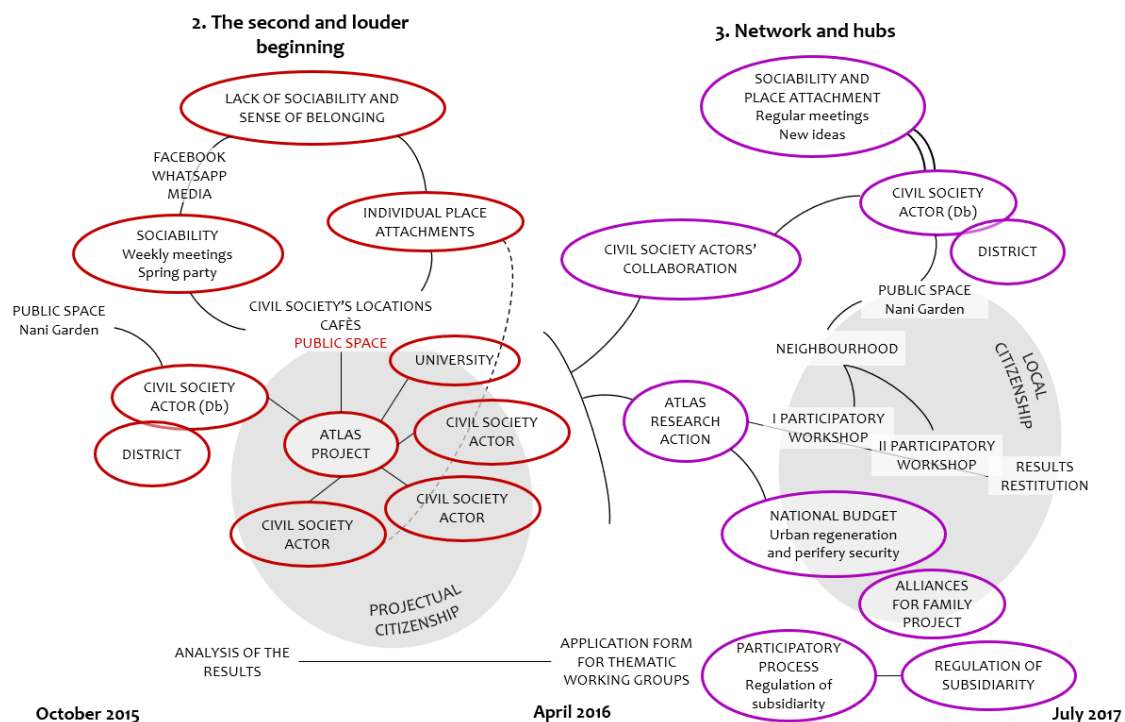 2. The second and louder
beginning
LACK OF SOCIABILITY AND
SENSE OF BELONGING
FACEBOOK
WHATSAPP
MEDIA
INDIVIDUAL PLACE
ATTACHMENTS
SOCIABILITY
Weekly meetings
Spring party
CIVIL SOCIETY'S LOCATIONS
CAFÈS
PUBLIC SPACE
PUBLIC SPACE
Nani Garden
UNIVERSITY
CIVIL SOCIETY
ACTOR (Db)
DISTRICT
ATLAS
PROJECT
CIVIL SOCIETY
ACTOR
CIVIL SOCIETY
ACTOR
CIVIL SOCIETY
ACTOR
PROJECTUAL
CITIZENSHIP
ANALYSIS OF THE
RESULTS
3. Network and hubs
SOCIABILITY AND
PLACE ATTACHMENT
Regular meetings
New ideas
CIVIL SOCIETY
ACTOR (Db)
DISTRICT
CIVIL SOCIETY ACTORS'
COLLABORATION
PUBLIC SPACE
Nani Garden
NEIGHBOURHOOD
LOCAL
CITIZENSHIP
ATLAS
RESEARCH
ACTION
I PARTICIPATORY
WORKSHOP
II PARTICIPATORY
WORKSHOP
RESULTS
RESTITUTION
NATIONAL BUDGET
Urban regeneration
and perifery security
ALLIANCES
FOR FAMILY
PROJECT
APPLICATION FORM
FOR THEMATIC
WORKING GROUPS
PARTICIPATORY
PROCESS
Regulation of
subsidiarity
REGULATION OF
SUBSIDIARITY
October 2015
April 2016
July 2017